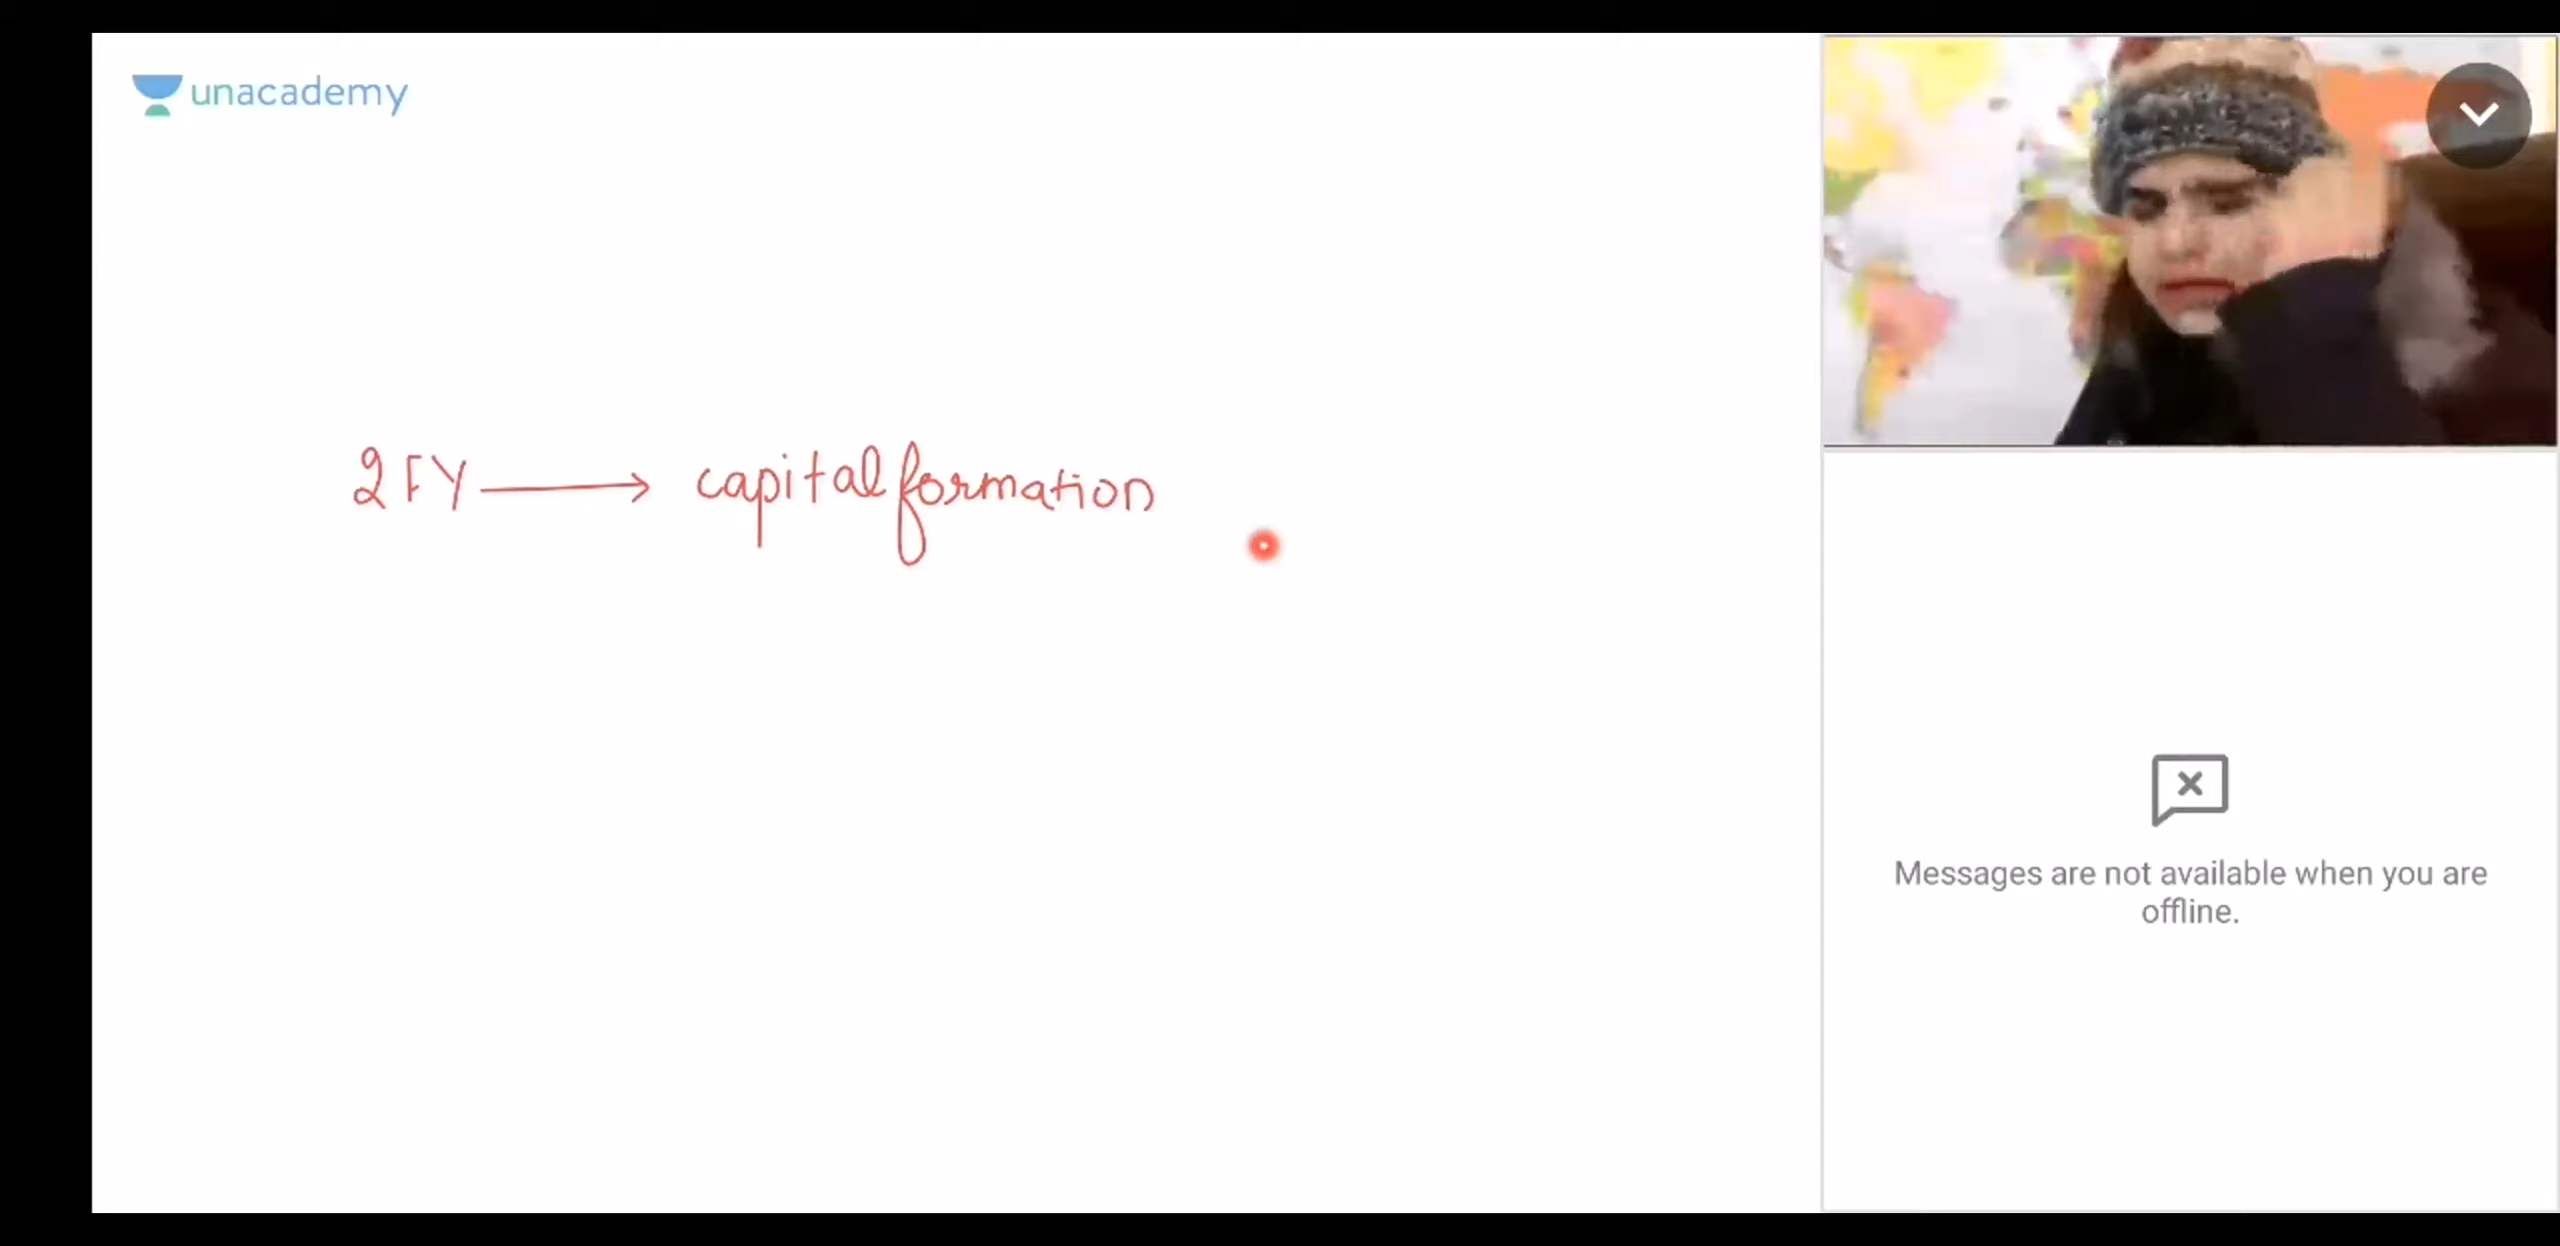 unacademy
2FY → capital formation
Messages are not available when you are
offline.